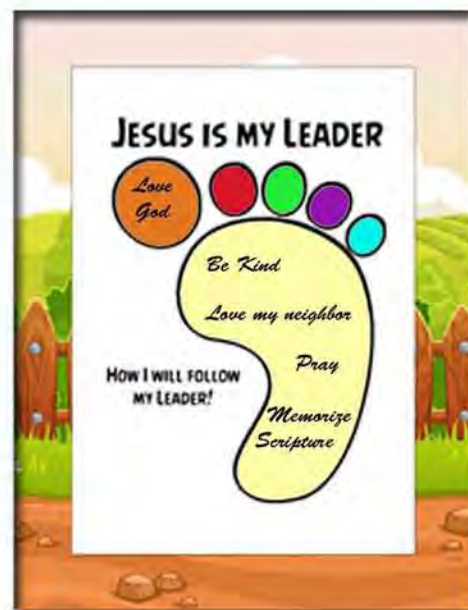 JESUS IS MY LEADER
Love
God
Be Kind
Love my neighbor
Pray
HOW I WILL FOLLOW
MY LEADER!
Memorize
Scripture